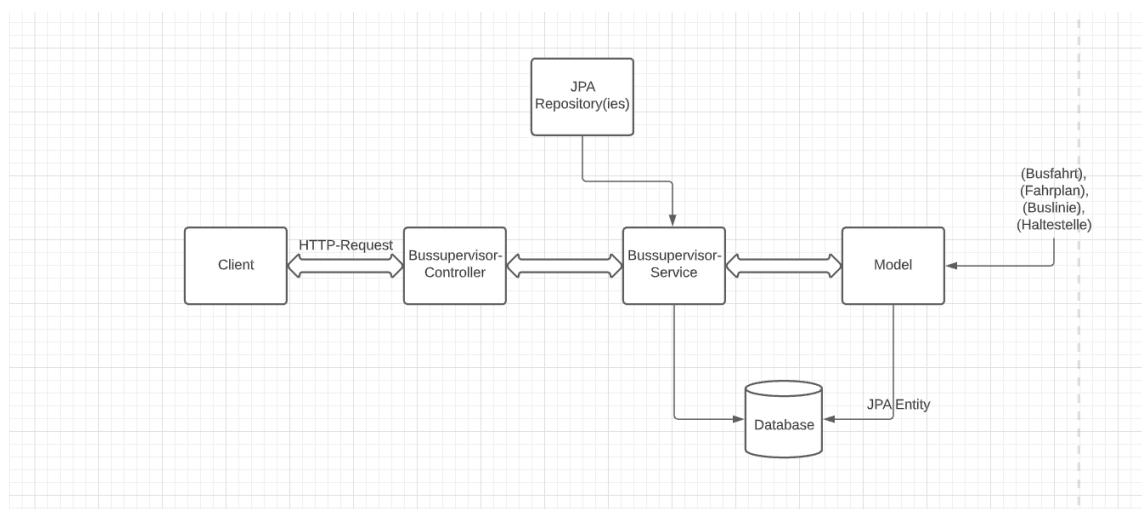 JPA
Repository(ies)
(Busfahrt),
(Fahrplan),
(Buslinie),
(Haltestelle)
Client
HTTP-Request
Bussupervisor-
Controller
Bussupervisor-
Service
Model
JPA Entity
Database